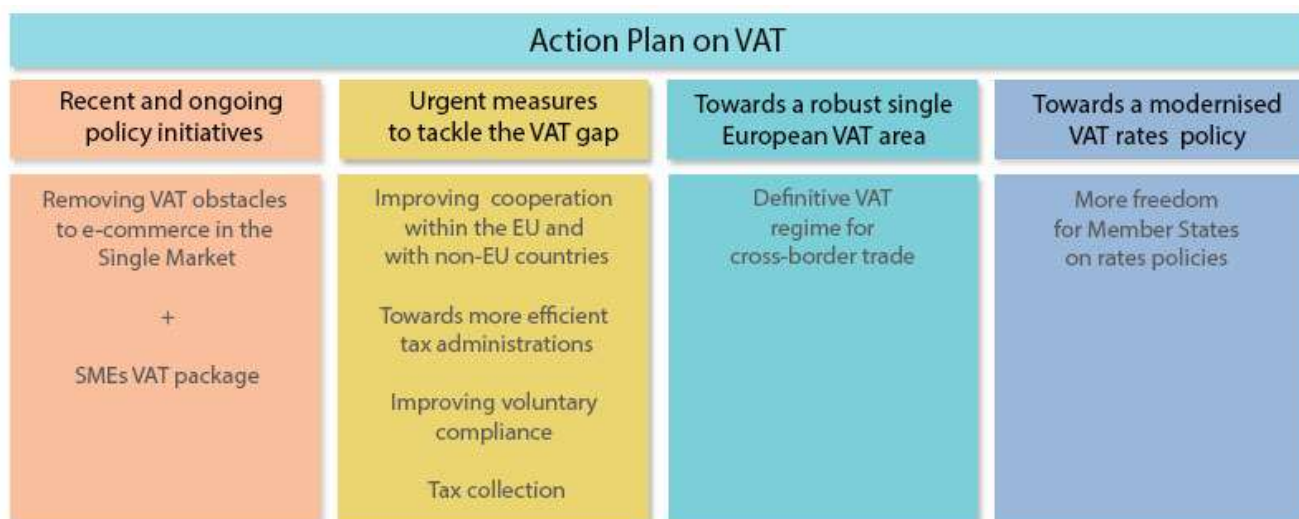 Action Plan on VAT
Recent and ongoing
policy initiatives
Removing VAT obstacles
to e-commerce in the
Single Market
+
SMEs VAT package
Urgent measures
to tackle the VAT gap
Improving cooperation
within the EU and
with non-EU countries
Towards more efficient
tax administrations
Improving voluntary
compliance
Tax collection
Towards a robust single
European VAT area
Definitive VAT
regime for
cross-border trade
Towards a modernised
VAT rates policy
More freedom
for Member States
on rates policies